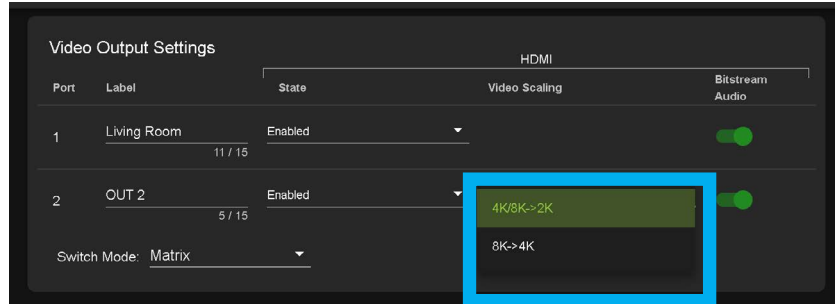 Video Output Settings
HDMI
Port Label State Video Scaling Bitstream
Audio
1 Living Room Enabled
11 / 15
2 OUT 2 Enabled 4K/8K->2K
5 / 15
8K->4K
Switch Mode: Matrix